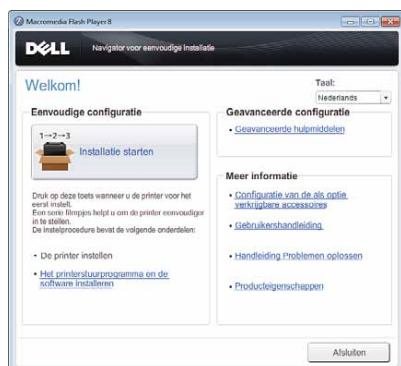 Macromedia Flash Player 8
DELL
Navigator voor eenvoudige installatie
Welkom!
Taal:
Nederlands
Eenvoudige configuratie
1→2→3
Installatie starten
Druk op deze toets wanneer u de printer voor het
eerst instelt.
Een serie filmpjes helpt u om de printer eenvoudiger
in te stellen.
De instelprocedure bevat de volgende onderdelen:
• De printer instellen
• Het printerstuurprogramma en de
software installeren
Geavanceerde configuratie
• Geavanceerde hulpmiddelen
Meer informatie
• Configuratie van de als optie
verkrijgbare accessoires
• Gebruikershandleiding
• Handleiding Problemen oplossen
• Producteigenschappen
Afsluiten